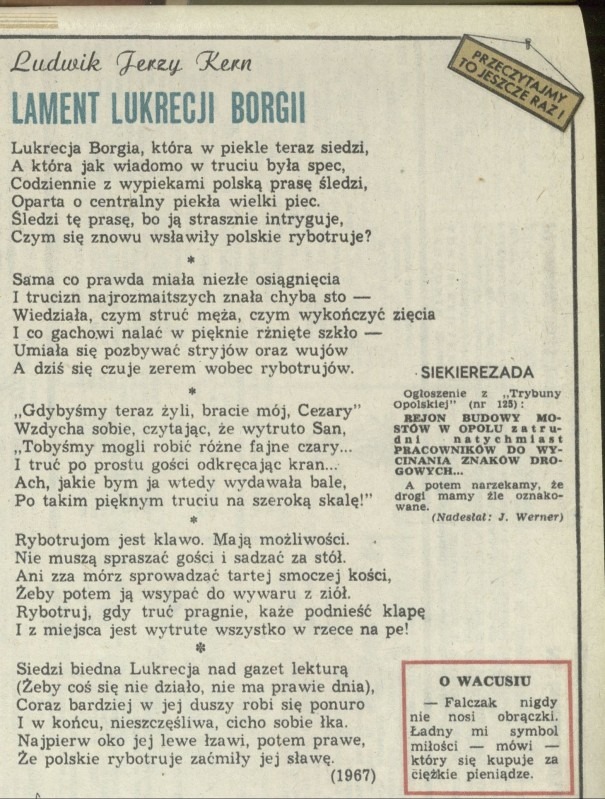 Ludwik Jerzy Kern
LAMENT LUKRECJI BORGII
PRZECZYTAJMY
TO JESZCZE RAZ!
Lukrecja Borgia, która w piekle teraz siedzi,
A która jak wiadomo w truciu była spec,
Codziennie z wypiekami polską prasę śledzi,
Oparta o centralny piekła wielki piec.
Śledzi tę prasę, bo ją strasznie intryguje,
Czym się znowu wsławiły polskie rybotruje?
*
Sama co prawda miała niezłe osiągnięcia
I trucizn najrozmaitszych znała chyba sto —
Wiedziała, czym struć męża, czym wykończyć zięcia
I co gachowi nalać w pięknie rżnięte szkło —
Umiała się pozbywać stryjów oraz wujów
A dziś się czuje zerem wobec rybotrujów.
*
„Gdybyśmy teraz żyli, bracie mój, Cezary"
Wzdycha sobie, czytając, że wytruto San,
„Tobyśmy mogli robić różne fajne czary...
I truć po prostu gości odkręcając kran...
Ach, jakie bym ja wtedy wydawała bale,
Po takim pięknym truciu na szeroką skalę!"
*
Rybotrujom jest klawo. Mają możliwości.
Nie muszą spraszać gości i sadzać za stół.
Ani zza mórz sprowadzać tartej smoczej kości,
Żeby potem ją wsypać do wywaru z ziół.
Rybotruj, gdy truć pragnie, każe podnieść klapę
I z miejsca jest wytrute wszystko w rzece na pe!
*
Siedzi biedna Lukrecja nad gazet lekturą
(Żeby coś się nie działo, nie ma prawie dnia),
Coraz bardziej w jej duszy robi się ponuro
I w końcu, nieszczęśliwa, cicho sobie łka.
Najpierw oko jej lewe łzawi, potem prawe,
Że polskie rybotruje zaćmiły jej sławę.
(1967)
SIEKIEREZADA
Ogłoszenie z „Trybuny
Opolskiej" (nr 125):
REJON BUDOWY MO-
STÓW W OPOLU zatru-
dni natychmiast
PRACOWNIKÓW DO WY-
CINANIA ZNAKÓW DRO-
GOWYCH...
A potem narzekamy, że
drogi mamy źle oznako-
wane.
(Nadesłał: J. Werner)
O WACUSIU
— Falczak nigdy
nie nosi obrączki.
Ładny mi symbol
miłości — mówi —
który się kupuje za
ciężkie pieniądze.